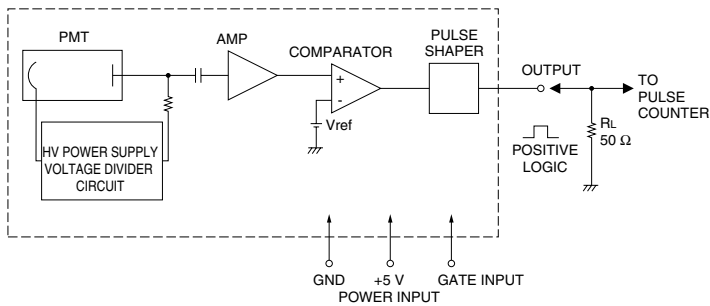 PMT
AMP
COMPARATOR
PULSE
SHAPER
OUTPUT
TO
PULSE
COUNTER
+
-
Vref
HV POWER SUPPLY
VOLTAGE DIVIDER
CIRCUIT
POSITIVE
LOGIC
RL
50 Ω
GND
+5 V
POWER INPUT
GATE INPUT